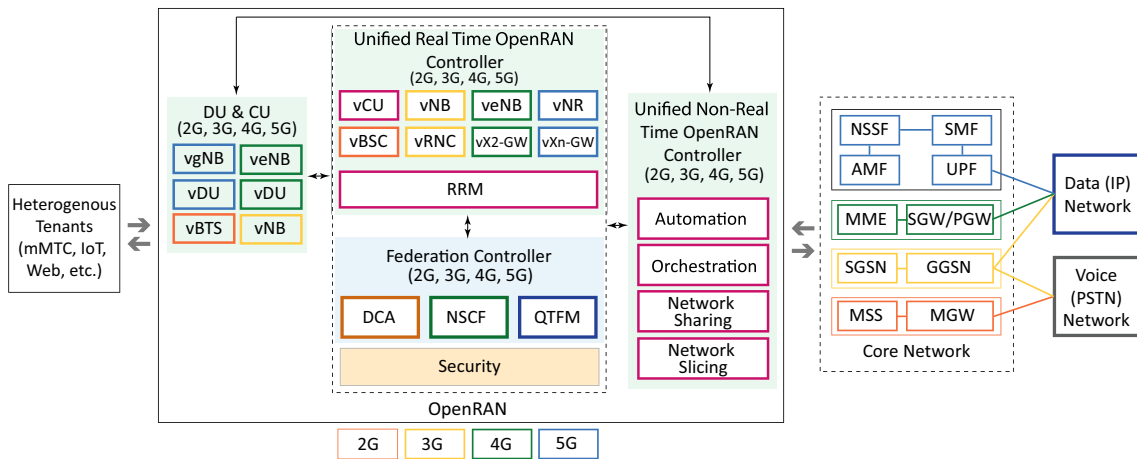 Heterogenous
Tenants
(mMTC, IoT,
Web, etc.)
DU & CU
(2G, 3G, 4G, 5G)
vgNB veNB
vDU vDU
vBTS vNB
Unified Real Time OpenRAN
Controller
(2G, 3G, 4G, 5G)
vCU vNB veNB vNR
vBSC vRNC vX2-GW vXn-GW
RRM
Federation Controller
(2G, 3G, 4G, 5G)
DCA NSCF QTFM
Security
Unified Non-Real
Time OpenRAN
Controller
(2G, 3G, 4G, 5G)
Automation
Orchestration
Network
Sharing
Network
Slicing
OpenRAN
NSSF SMF
AMF UPF
MME SGW/PGW
SGSN GGSN
MSS MGW
Core Network
Data (IP)
Network
Voice
(PSTN)
Network
2G 3G 4G 5G